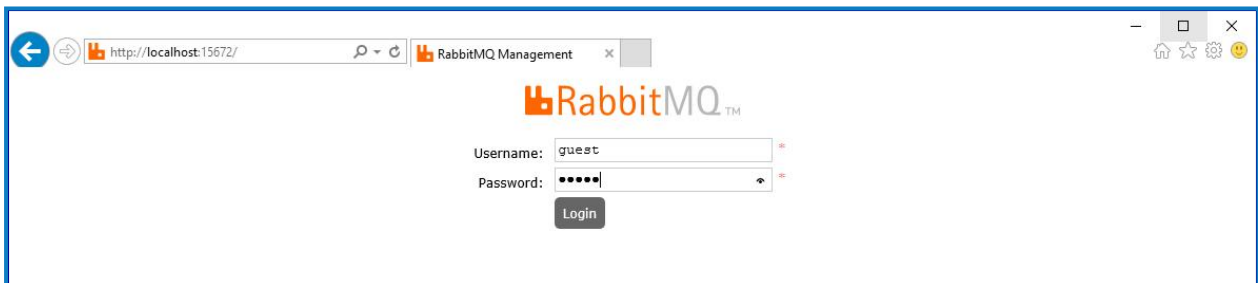 http://localhost:15672/ RabbitMQ Management
RabbitMQ TM
Username: guest *
Password: ••••• *
Login